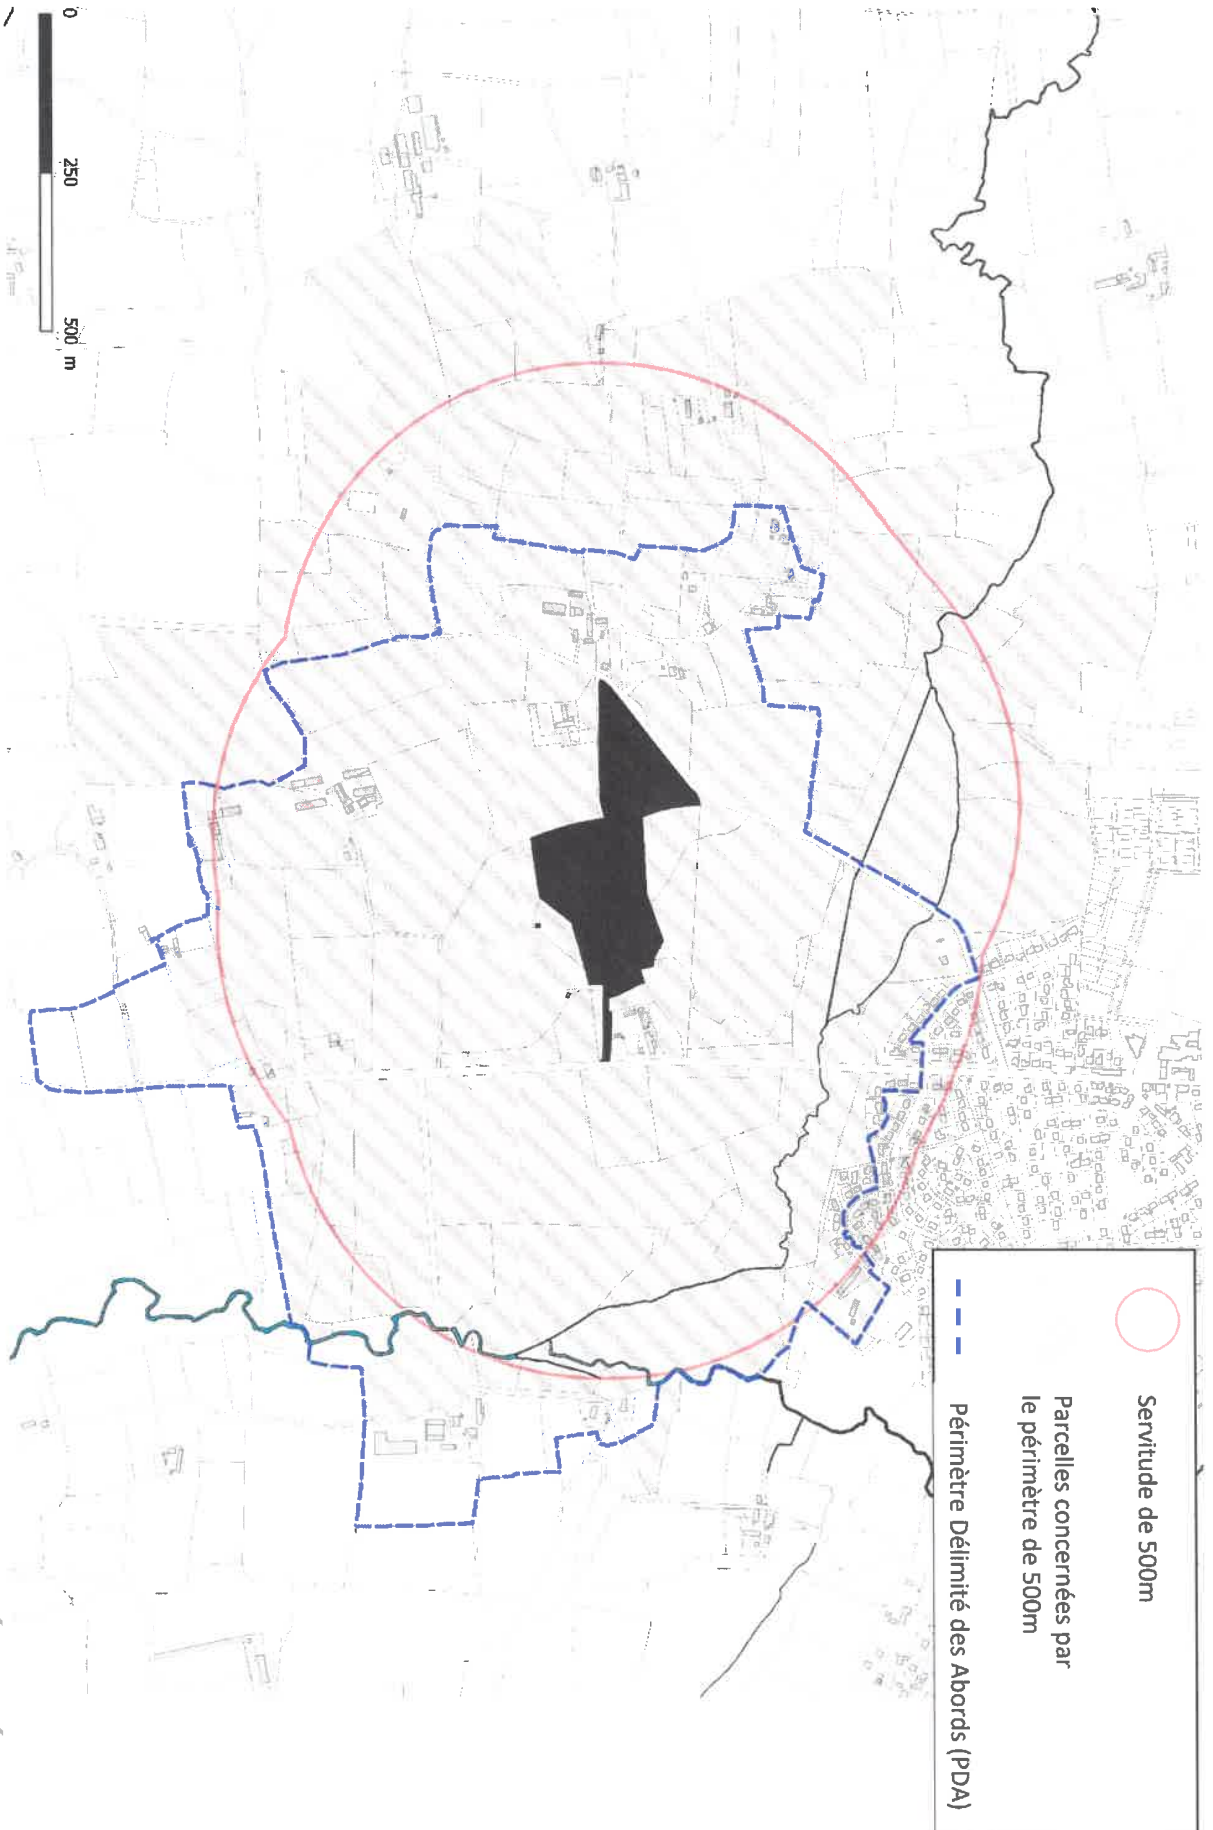 Servitude de 500m
Parcelles concernées par
le périmètre de 500m
Périmètre Délimité des Abords (PDA)
0 250 500 m